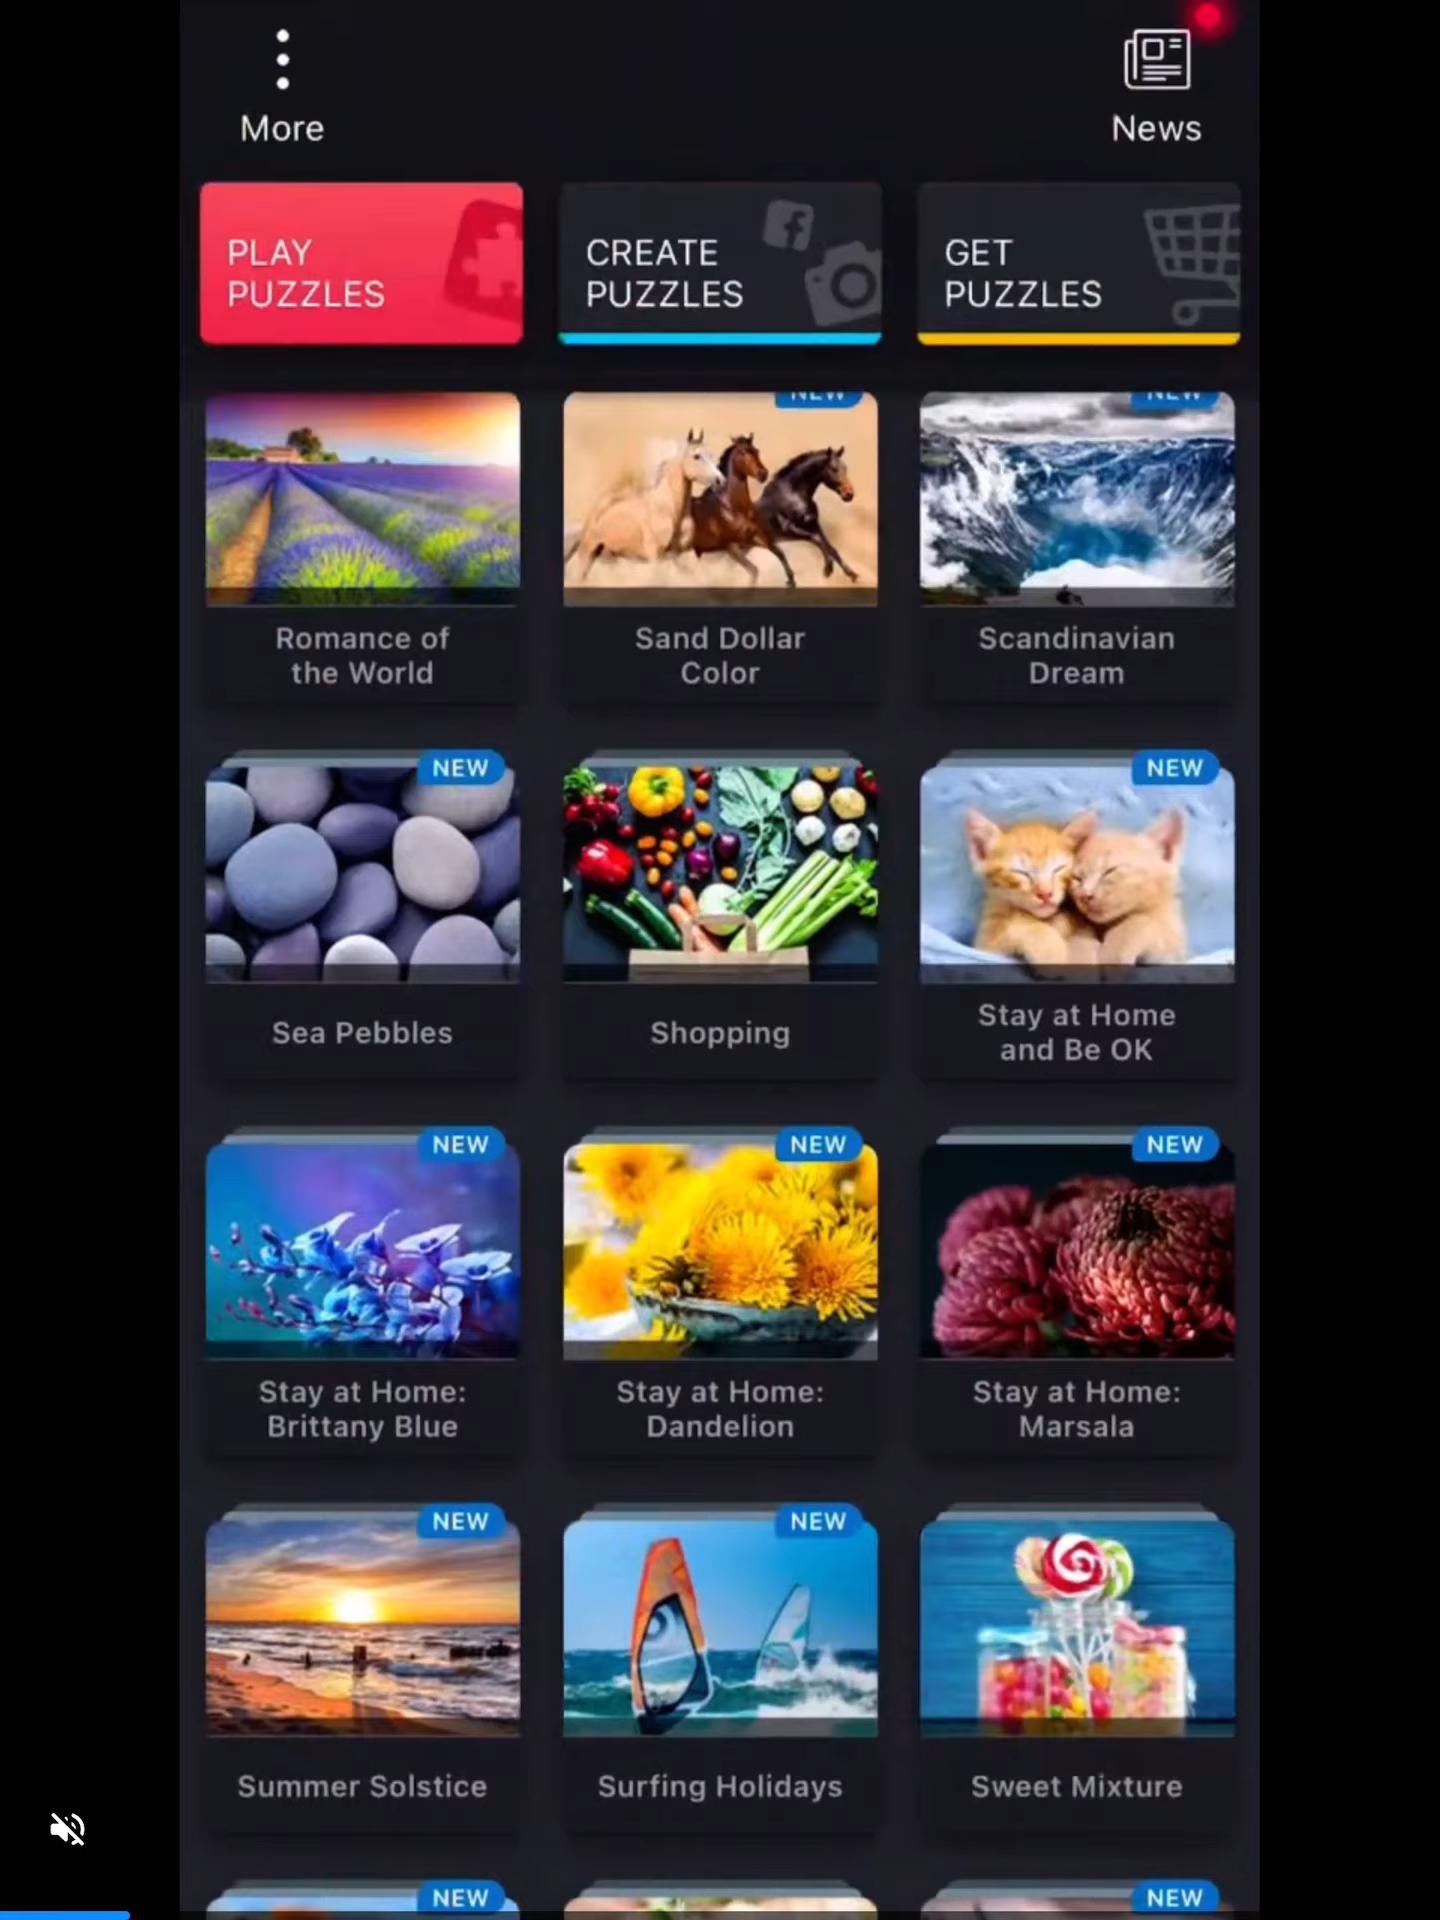 More
News
PLAY
PUZZLES
CREATE
PUZZLES
GET
PUZZLES
NEW
NEW
Romance of
the World
Sand Dollar
Color
Scandinavian
Dream
NEW
NEW
Sea Pebbles
Shopping
Stay at Home
and Be OK
NEW
NEW
NEW
Stay at Home:
Brittany Blue
Stay at Home:
Dandelion
Stay at Home:
Marsala
NEW
NEW
Summer Solstice
Surfing Holidays
Sweet Mixture
NEW
NEW